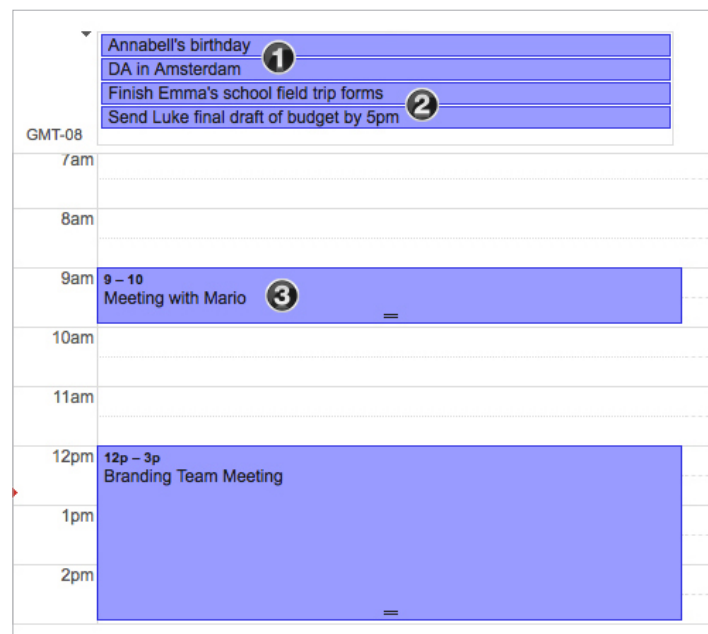 Annabell's birthday
1
DA in Amsterdam
Finish Emma's school field trip forms
2
Send Luke final draft of budget by 5pm
GMT-08
7am
8am
9am
9 – 10
Meeting with Mario
3
10am
11am
12pm
12p – 3p
Branding Team Meeting
1pm
2pm